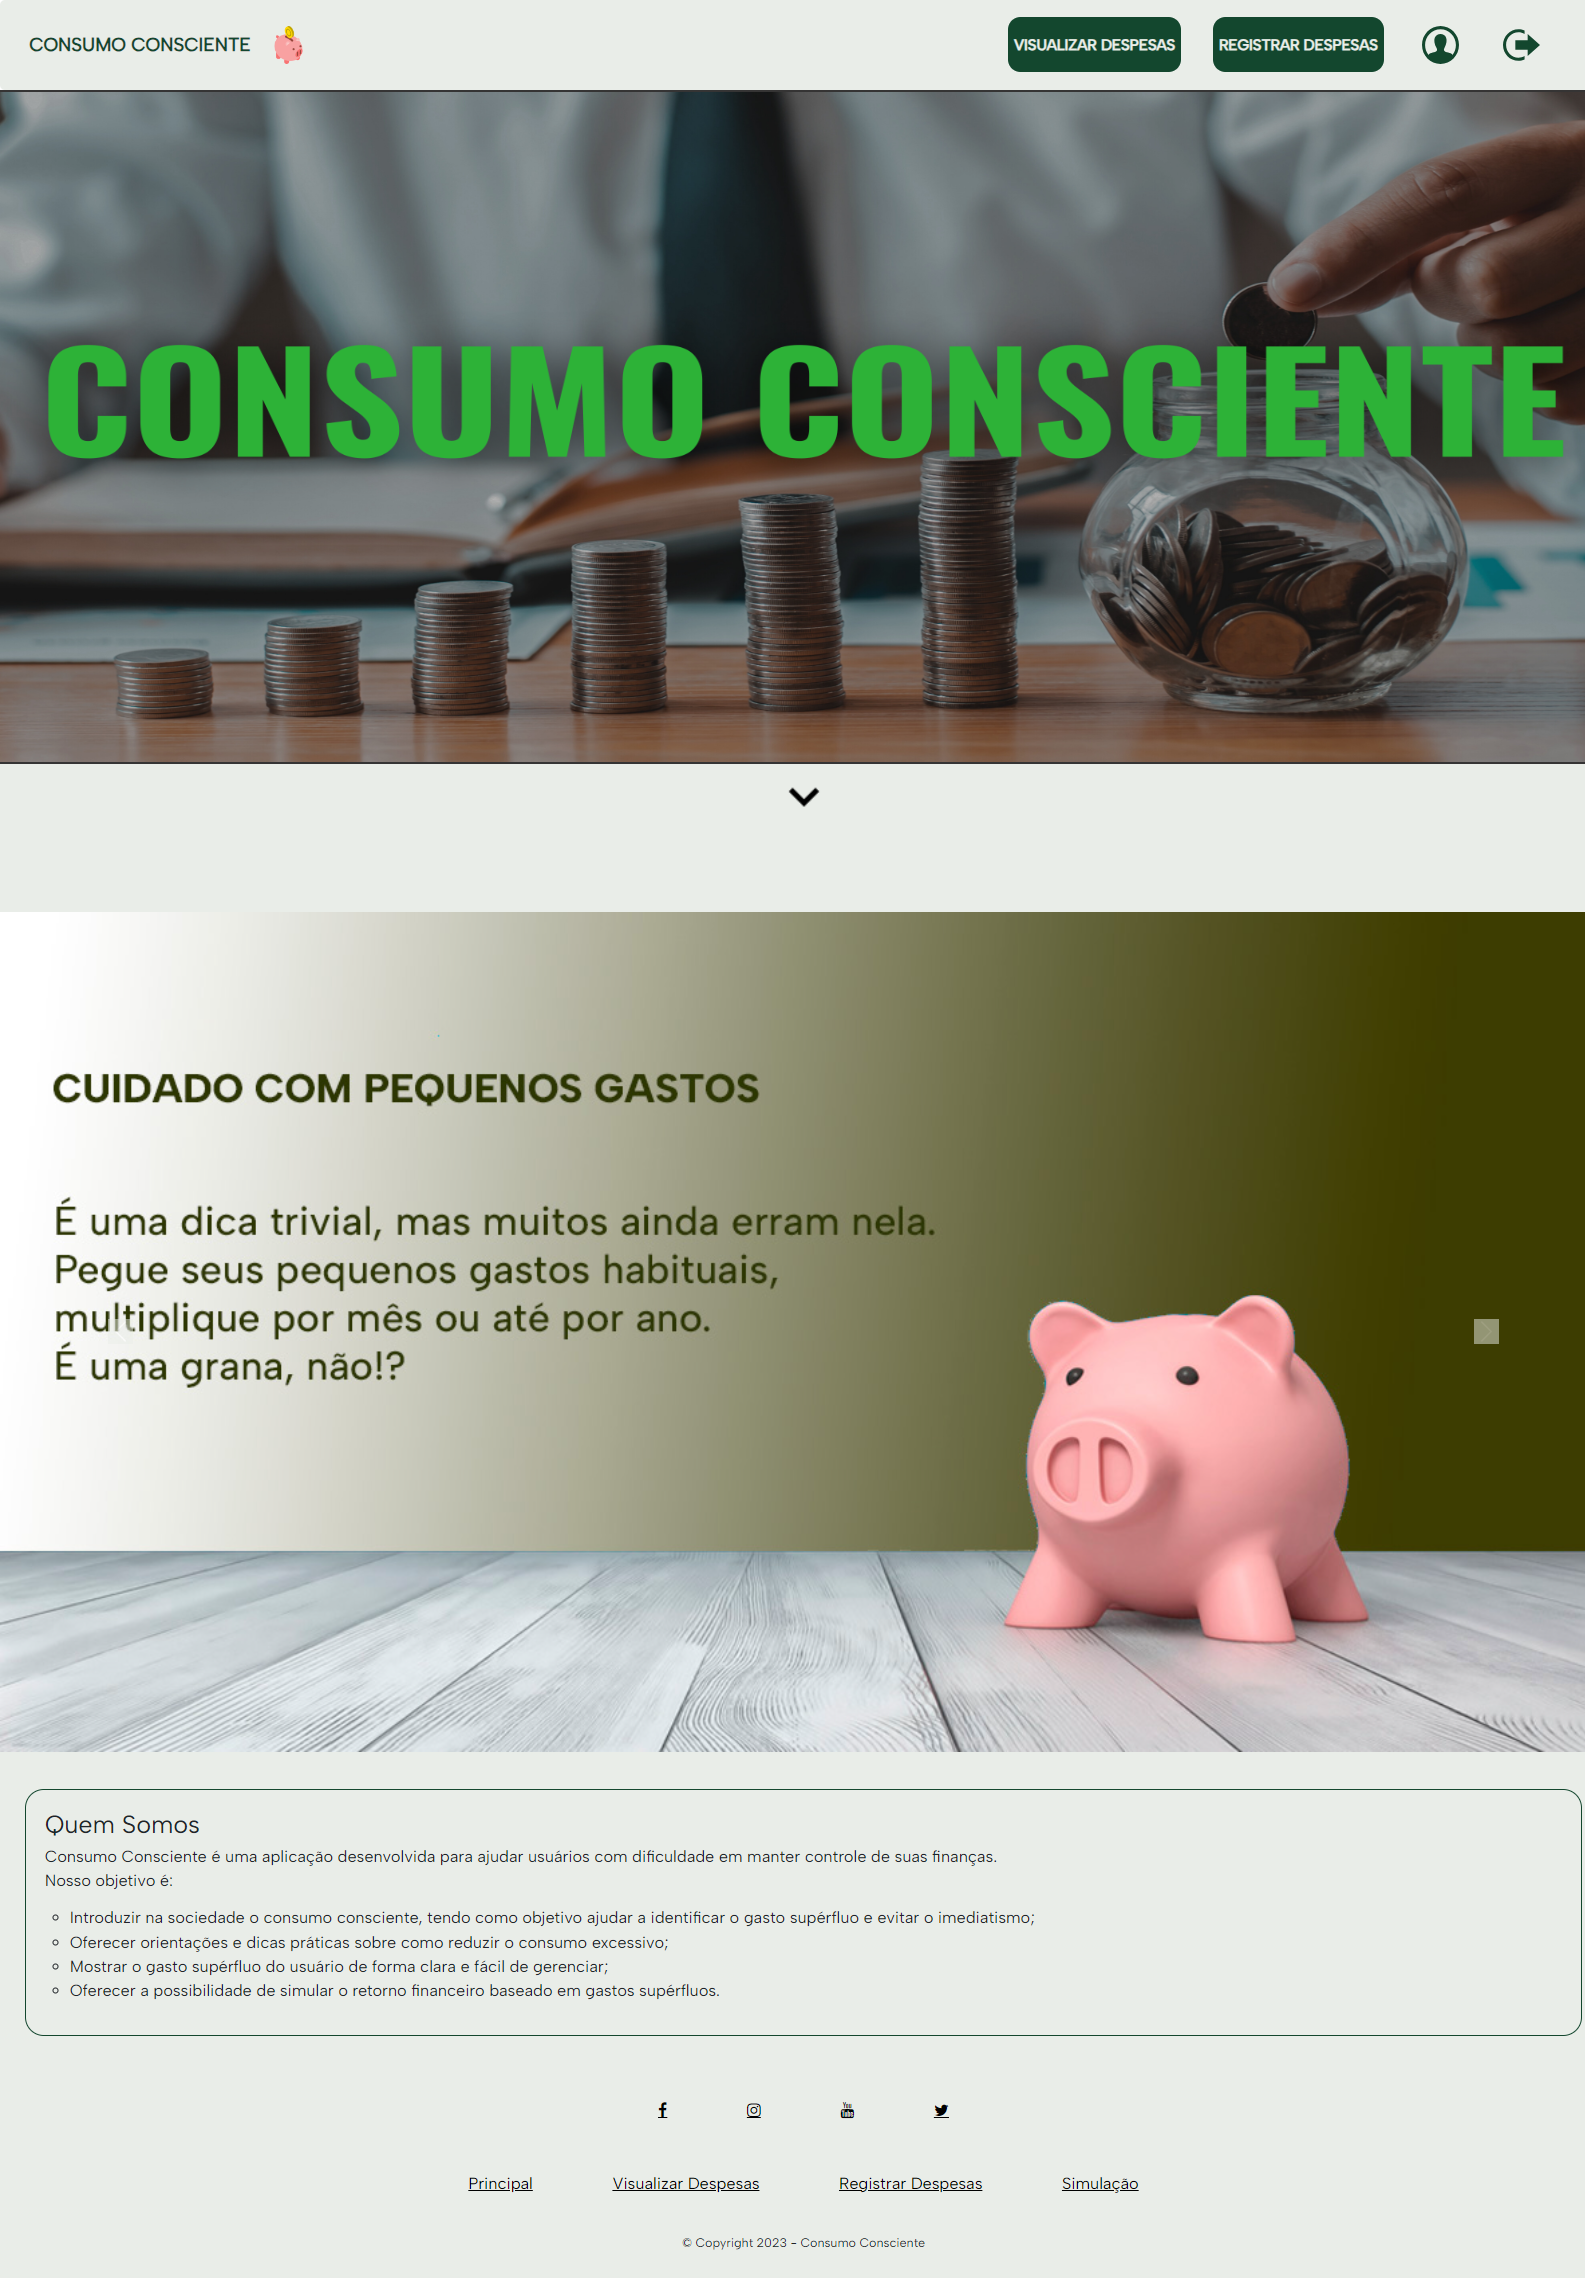 CONSUMO CONSCIENTE
VISUALIZAR DESPESAS
REGISTRAR DESPESAS
CONSUMO CONSCIENTE
CUIDADO COM PEQUENOS GASTOS
É uma dica trivial, mas muitos ainda erram nela.
Pegue seus pequenos gastos habituais,
multiplique por mês ou até por ano.
É uma grana, não!?
Quem Somos
Consumo Consciente é uma aplicação desenvolvida para ajudar usuários com dificuldade em manter controle de suas finanças.
Nosso objetivo é:
Introduzir na sociedade o consumo consciente, tendo como objetivo ajudar a identificar o gasto supérfluo e evitar o imediatismo;
Oferecer orientações e dicas práticas sobre como reduzir o consumo excessivo;
Mostrar o gasto supérfluo do usuário de forma clara e fácil de gerenciar;
Oferecer a possibilidade de simular o retorno financeiro baseado em gastos supérfluos.
You
Tube
Principal
Visualizar Despesas
Registrar Despesas
Simulação
© Copyright 2023 - Consumo Consciente